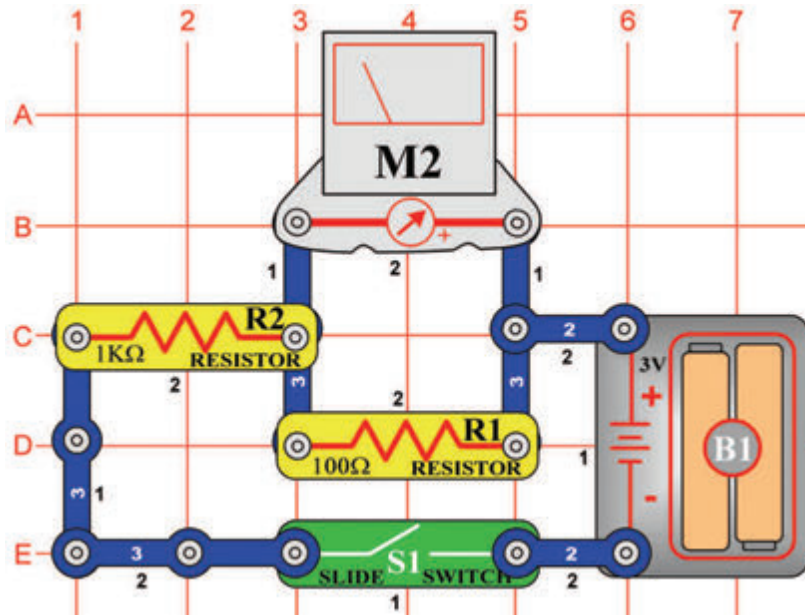 1 2 3 4 5 6 7
A
M2
B
+
1 2 1
C
R2
1KΩ RESISTOR
2
3
2
2
2
3
3V
+
D
R1
100Ω RESISTOR
1
B1
-
3
1
E
3
2
S1
SLIDE SWITCH
1
2
2